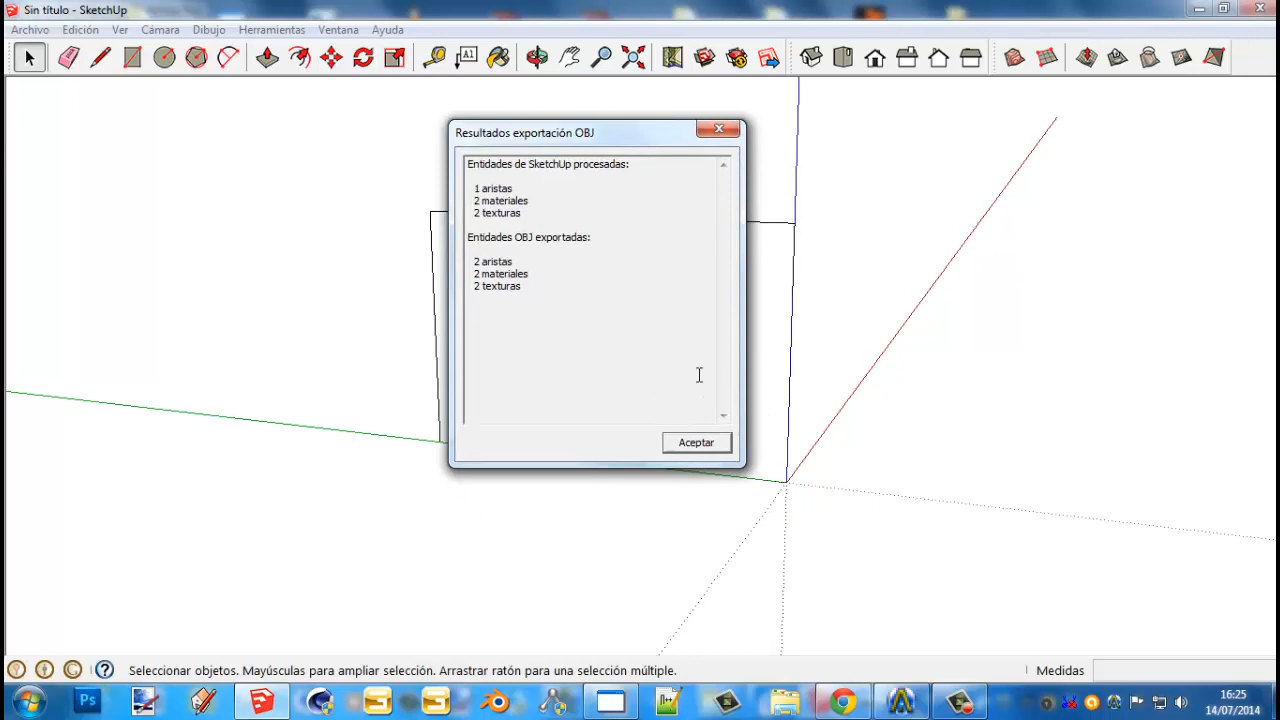 Sin título - SketchUp
Archivo Edición Ver Cámara Dibujo Herramientas Ventana Ayuda
A1
Resultados exportación OBJ
Entidades de SketchUp procesadas:
1 aristas
2 materiales
2 texturas
Entidades OBJ exportadas:
2 aristas
2 materiales
2 texturas
Aceptar
Seleccionar objetos. Mayúsculas para ampliar selección. Arrastrar ratón para una selección múltiple.
Medidas
Ps
16:25
14/07/2014